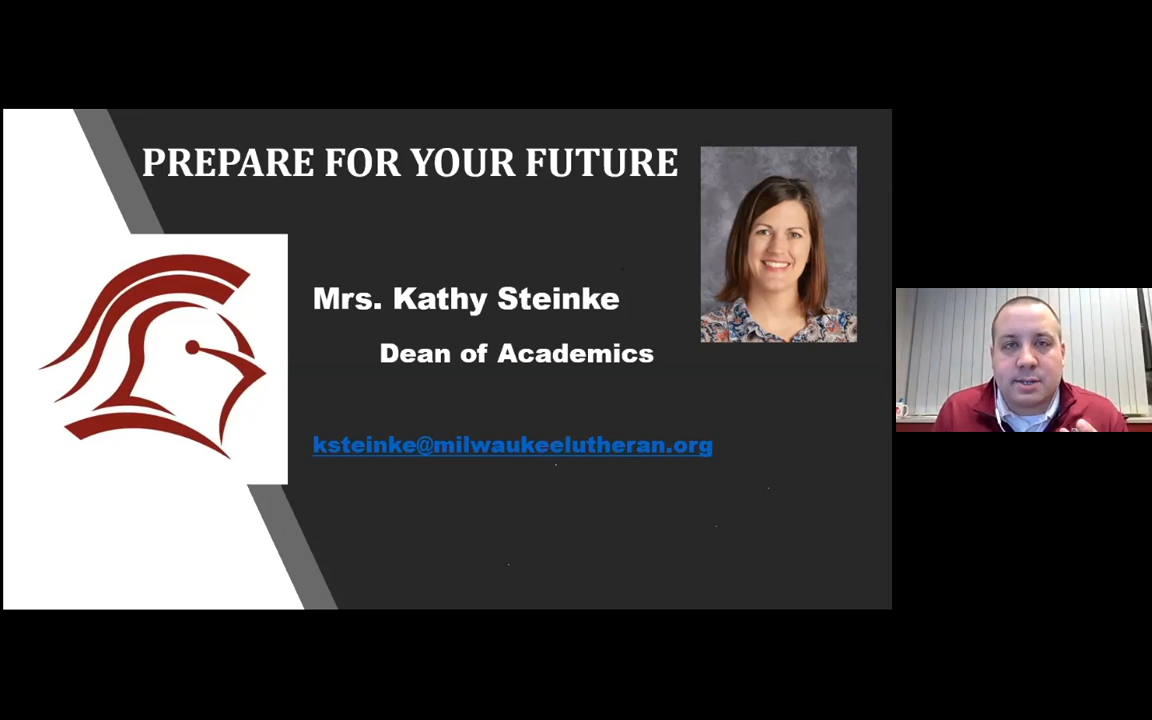 PREPARE FOR YOUR FUTURE
Mrs. Kathy Steinke
Dean of Academics
ksteinke@milwaukeelutheran.org